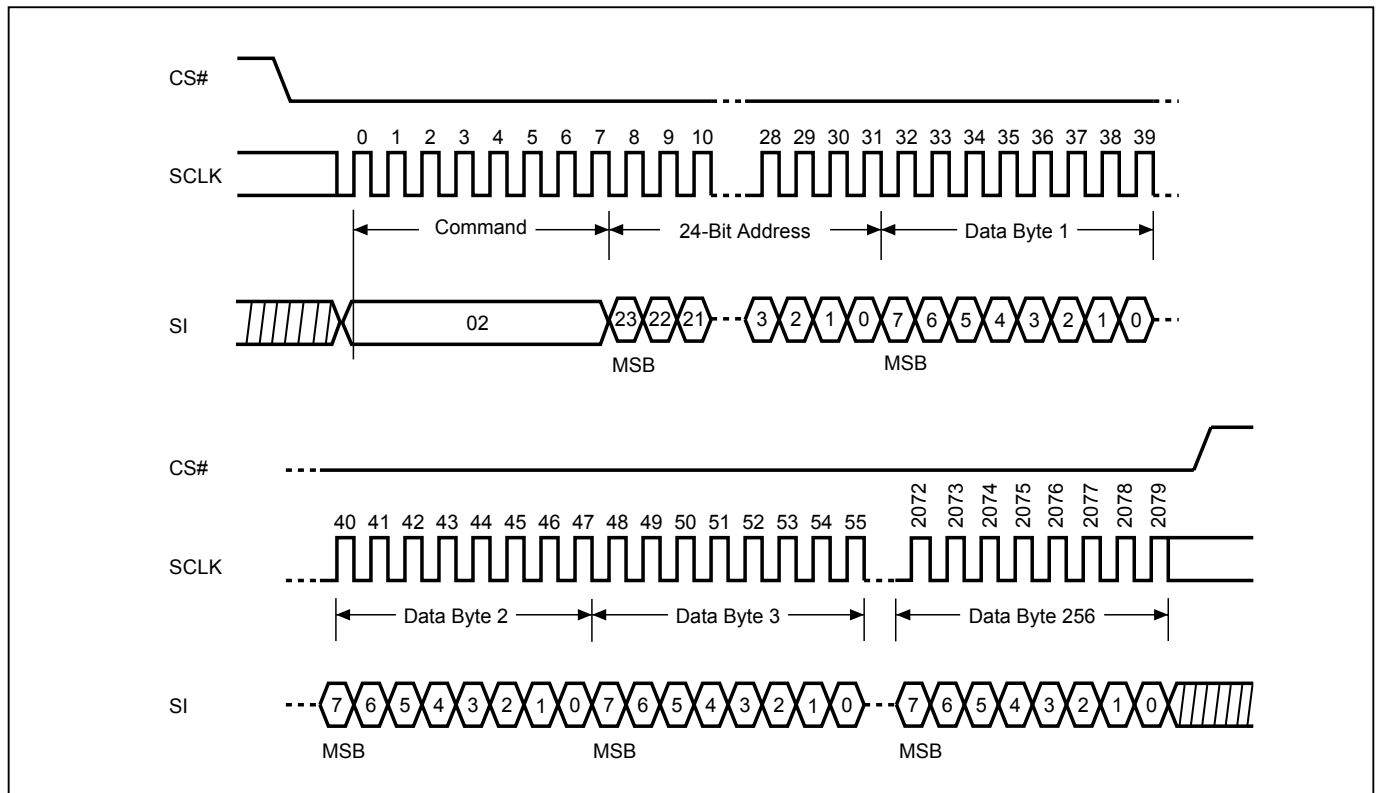 CS#
0 1 2 3 4 5 6 7 8 9 10 28 29 30 31 32 33 34 35 36 37 38 39
SCLK
Command 24-Bit Address Data Byte 1
SI 02 23 22 21 3 2 1 0 7 6 5 4 3 2 1 0
MSB MSB
CS#
2072 2073 2074 2075 2076 2077 2078 2079
40 41 42 43 44 45 46 47 48 49 50 51 52 53 54 55
SCLK
Data Byte 2 Data Byte 3 Data Byte 256
SI 7 6 5 4 3 2 1 0 7 6 5 4 3 2 1 0 7 6 5 4 3 2 1 0
MSB MSB MSB